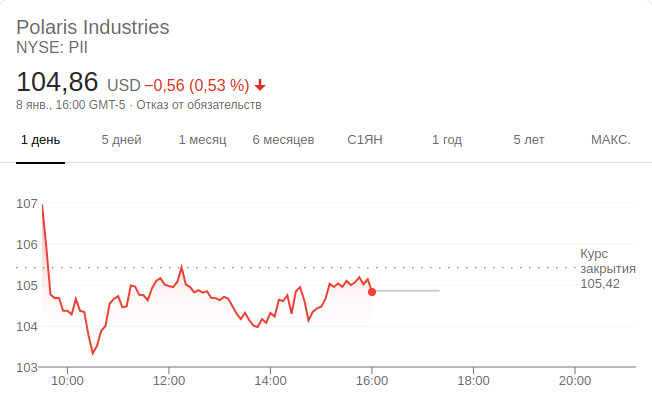 Polaris Industries
NYSE: PII
104,86 USD −0,56 (0,53 %)
8 янв., 16:00 GMT-5 · Отказ от обязательств
1 день 5 дней 1 месяц 6 месяцев С1ЯН 1 год 5 лет МАКС.
107
106
Курс
закрытия
105,42
105
104
103
10:00 12:00 14:00 16:00 18:00 20:00